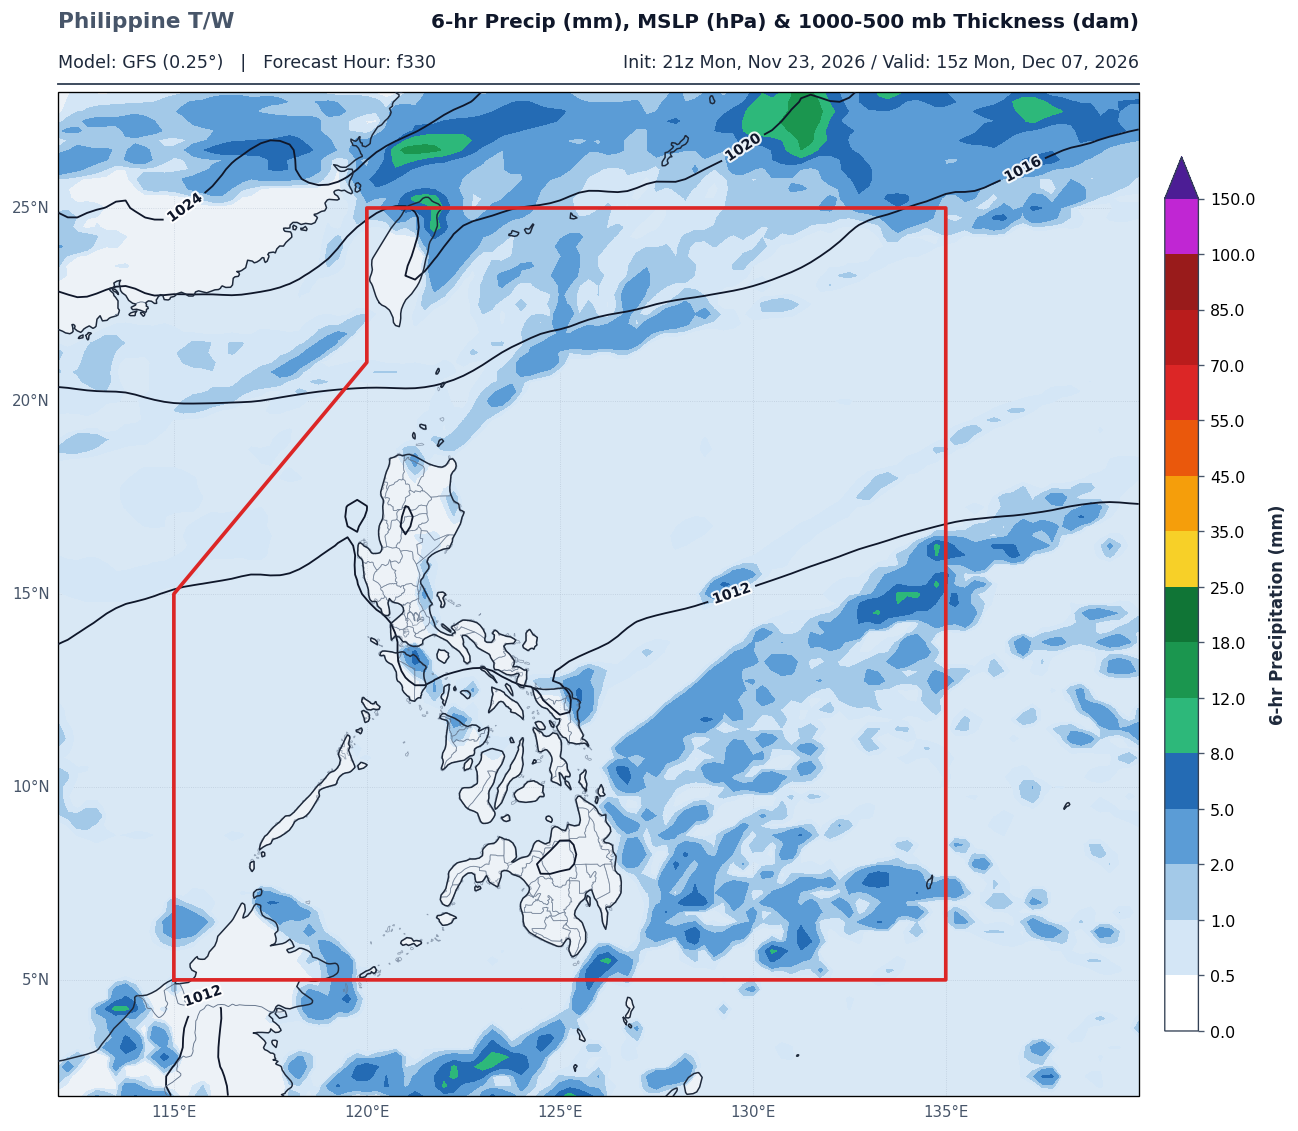 Philippine T/W
6-hr Precip (mm), MSLP (hPa) & 1000-500 mb Thickness (dam)
Model: GFS (0.25°) | Forecast Hour: f330
Init: 21z Mon, Nov 23, 2026 / Valid: 15z Mon, Dec 07, 2026
1020
1016
1024
1012
1012
25°N
20°N
15°N
10°N
5°N
115°E
120°E
125°E
130°E
135°E
150.0
100.0
85.0
70.0
55.0
45.0
35.0
25.0
18.0
12.0
8.0
5.0
2.0
1.0
0.5
0.0
6-hr Precipitation (mm)